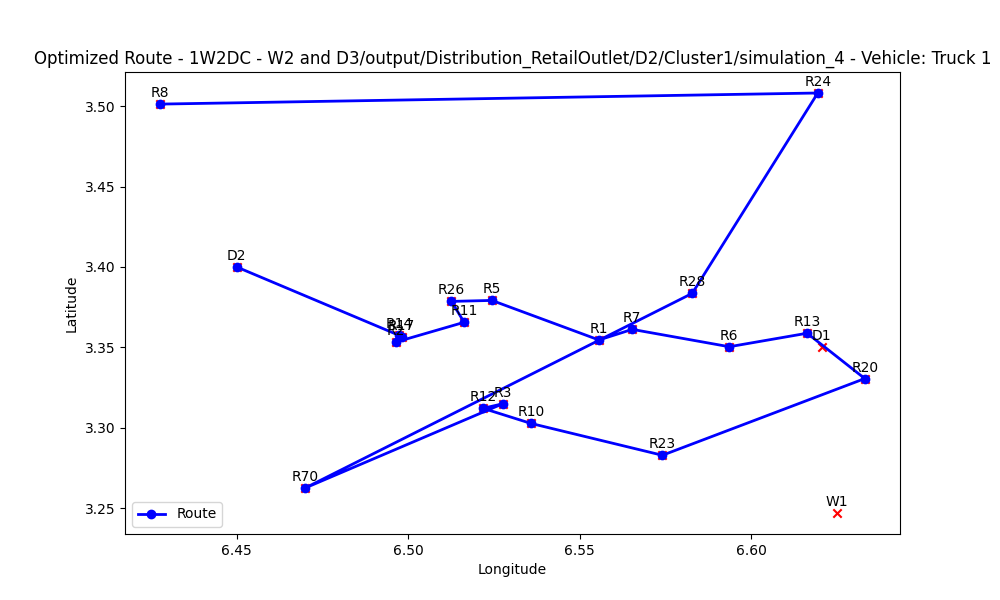 Optimized Route - 1W2DC - W2 and D3/output/Distribution_RetailOutlet/D2/Cluster1/simulation_4 - Vehicle: Truck 1
R8
R24
3.50
3.45
D2
3.40
R26
R5
R28
R11
R14
R17
R1
R7
R13
D1
R6
3.35
R20
R12
R3
R10
3.30
R23
R70
W1
3.25
Route
6.45
6.50
6.55
6.60
Longitude
Latitude